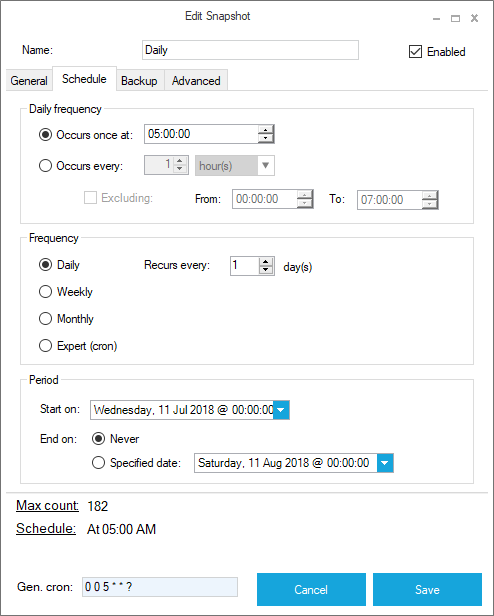 Edit Snapshot
Name: Daily Enabled
General Schedule Backup Advanced
Daily frequency
Occurs once at: 05:00:00
Occurs every: 1 hour(s)
Excluding: From: 00:00:00 To: 07:00:00
Frequency
Daily Recurs every: 1 day(s)
Weekly
Monthly
Expert (cron)
Period
Start on: Wednesday, 11 Jul 2018 @ 00:00:00
End on: Never
Specified date: Saturday, 11 Aug 2018 @ 00:00:00
Max count: 182
Schedule: At 05:00 AM
Gen. cron: 0 0 5 * * ? Cancel Save